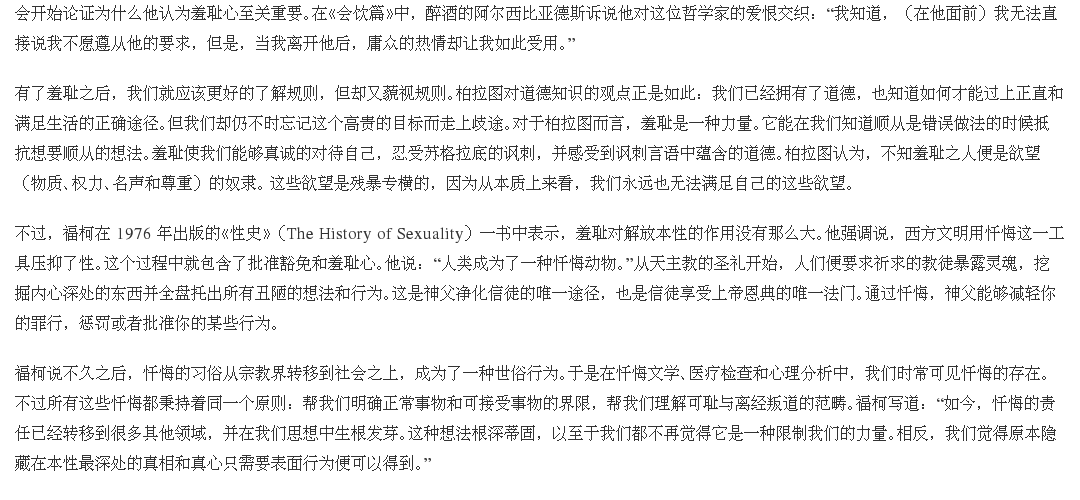 会开始论证为什么他认为羞耻心至关重要。在《会饮篇》中，醉酒的阿尔西比亚德斯诉说他对这位哲学家的爱恨交织：“我知道，（在他面前）我无法直
接说我不愿遵从他的要求，但是，当我离开他后，庸众的热情却让我如此受用。”
有了羞耻之后，我们就应该更好的了解规则，但却又藐视规则。柏拉图对道德知识的观点正是如此：我们已经拥有了道德，也知道如何才能过上正直和
满足生活的正确途径。但我们却仍不时忘记这个高贵的目标而走上歧途。对于柏拉图而言，羞耻是一种力量。它能在我们知道顺从是错误做法的时候抵
抗想要顺从的想法。羞耻使我们能够真诚的对待自己，忍受苏格拉底的讽刺，并感受到讽刺言语中蕴含的道德。柏拉图认为，不知羞耻之人便是欲望
（物质、权力、名声和尊重）的奴隶。这些欲望是残暴专横的，因为从本质上来看，我们永远也无法满足自己的这些欲望。
不过，福柯在 1976 年出版的《性史》（The History of Sexuality）一书中表示，羞耻对解放本性的作用没有那么大。他强调说，西方文明用忏悔这一工
具压抑了性。这个过程中就包含了批准豁免和羞耻心。他说：“人类成为了一种忏悔动物。”从天主教的圣礼开始，人们便要求祈求的教徒暴露灵魂，挖
掘内心深处的东西并全盘托出所有丑陋的想法和行为。这是神父净化信徒的唯一途径，也是信徒享受上帝恩典的唯一法门。通过忏悔，神父能够减轻你
的罪行，惩罚或者批准你的某些行为。
福柯说不久之后，忏悔的习俗从宗教界转移到社会之上，成为了一种世俗行为。于是在忏悔文学、医疗检查和心理分析中，我们时常可见忏悔的存在。
不过所有这些忏悔都秉持着同一个原则：帮我们明确正常事物和可接受事物的界限，帮我们理解可耻与离经叛道的范畴。福柯写道：“如今，忏悔的责
任已经转移到很多其他领域，并在我们思想中生根发芽。这种想法根深蒂固，以至于我们都不再觉得它是一种限制我们的力量。相反，我们觉得原本隐
藏在本性最深处的真相和真心只需要表面行为便可以得到。”